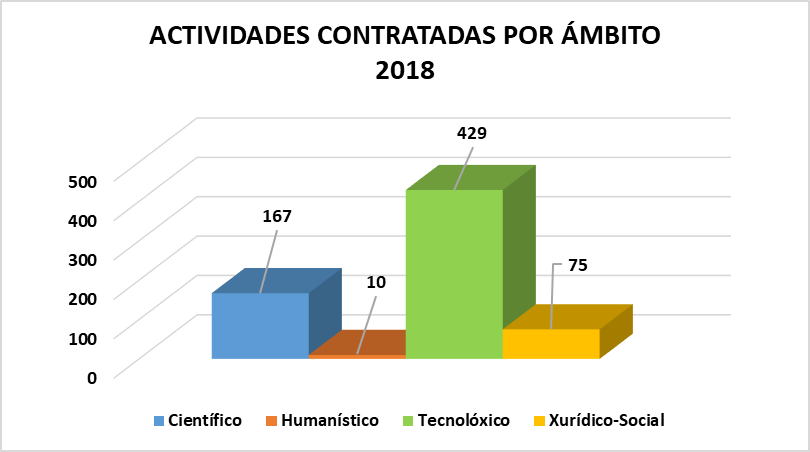 ACTIVIDADES CONTRATADAS POR ÁMBITO
2018
429
500
400
300
200
100
0
167
10
75
Científico
Humanístico
Tecnolóxico
Xurídico-Social